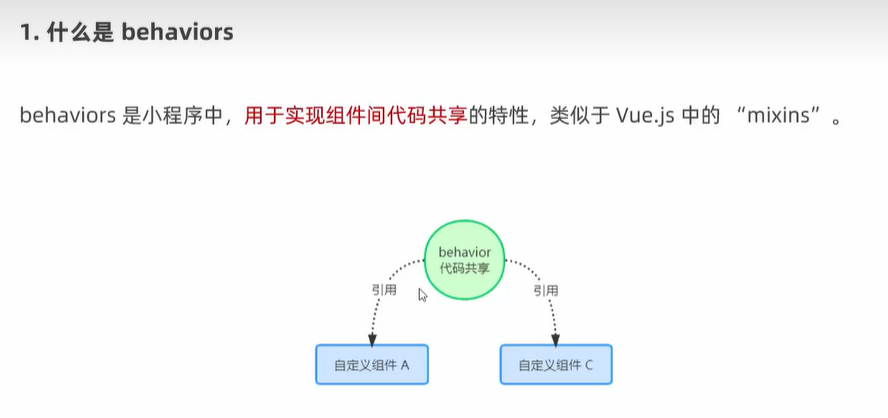 1. 什么是 behaviors
behaviors 是小程序中，用于实现组件间代码共享的特性，类似于 Vue.js 中的 “mixins” 。
behavior
代码共享
引用
引用
自定义组件 A
自定义组件 C